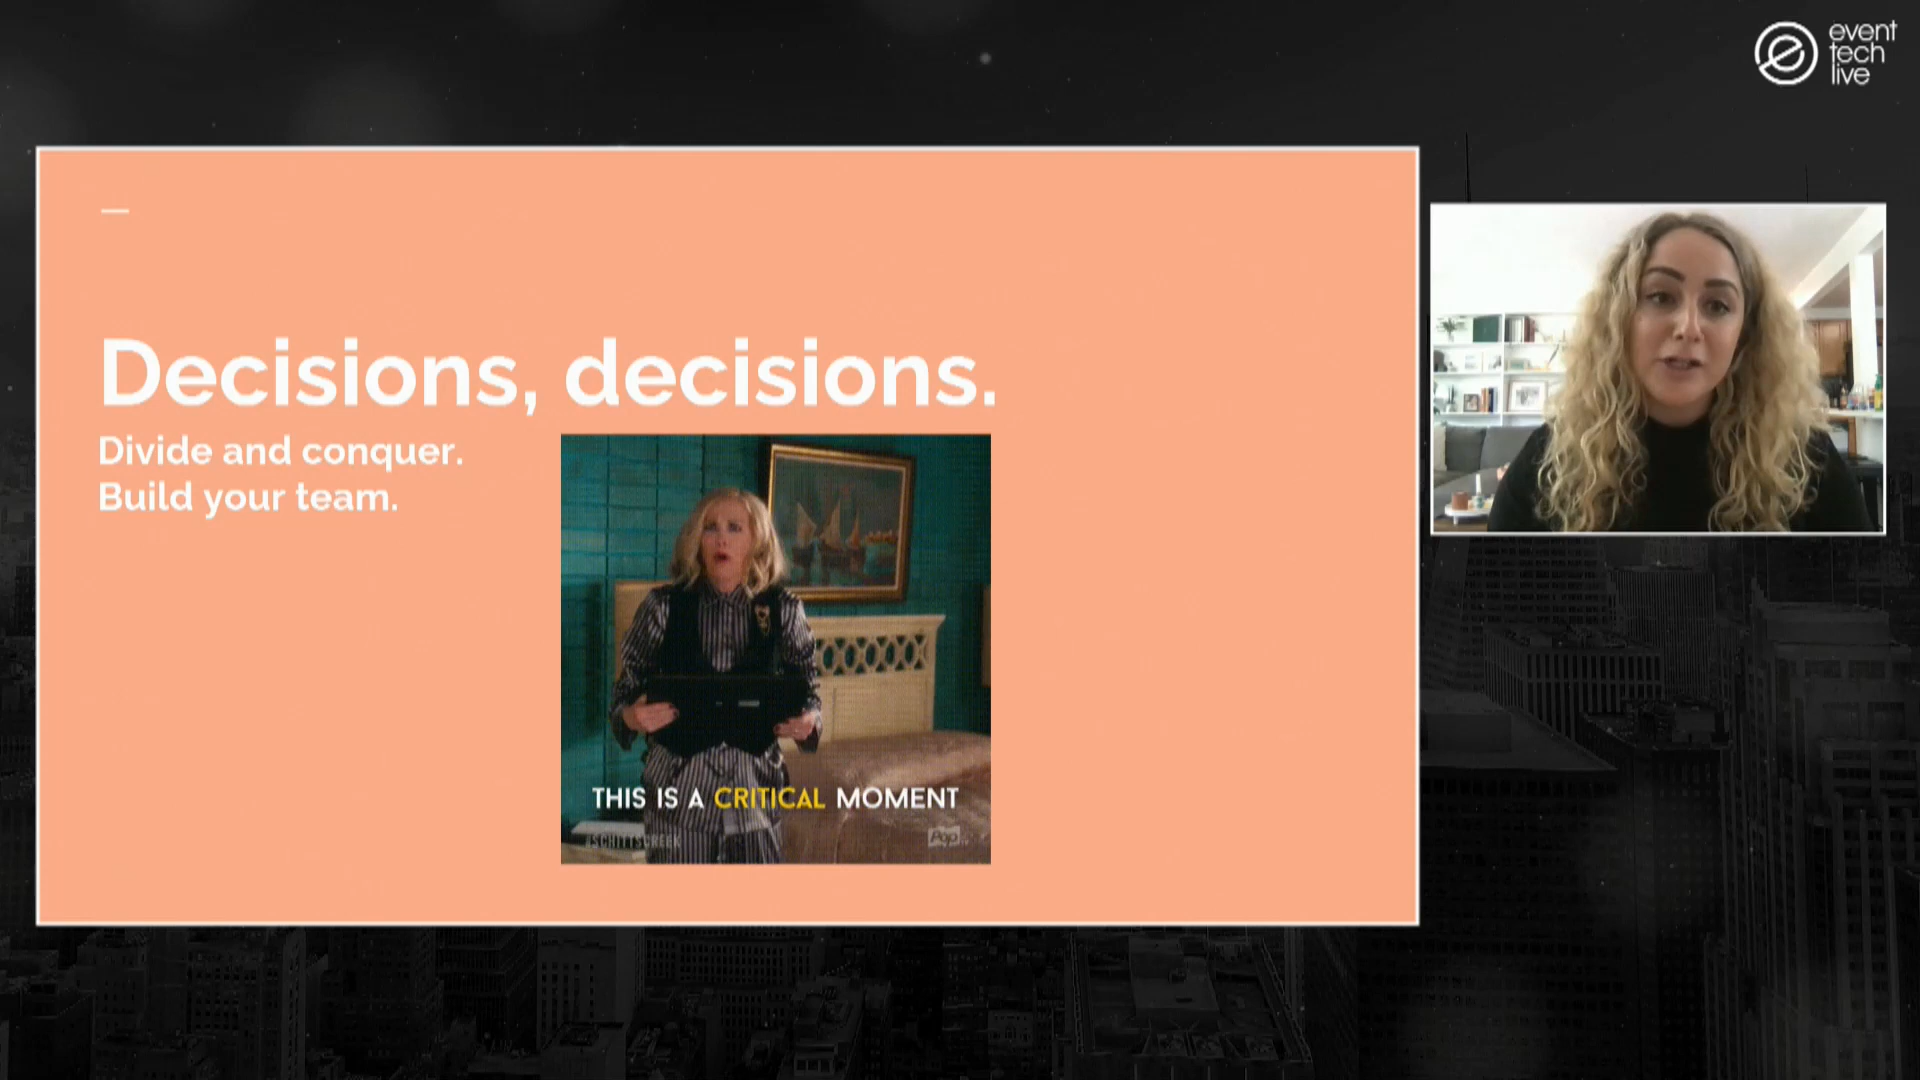 event
tech
live
Decisions, decisions.
Divide and conquer.
Build your team.
THIS IS A CRITICAL MOMENT
#SCHITTSCREEK
Pop